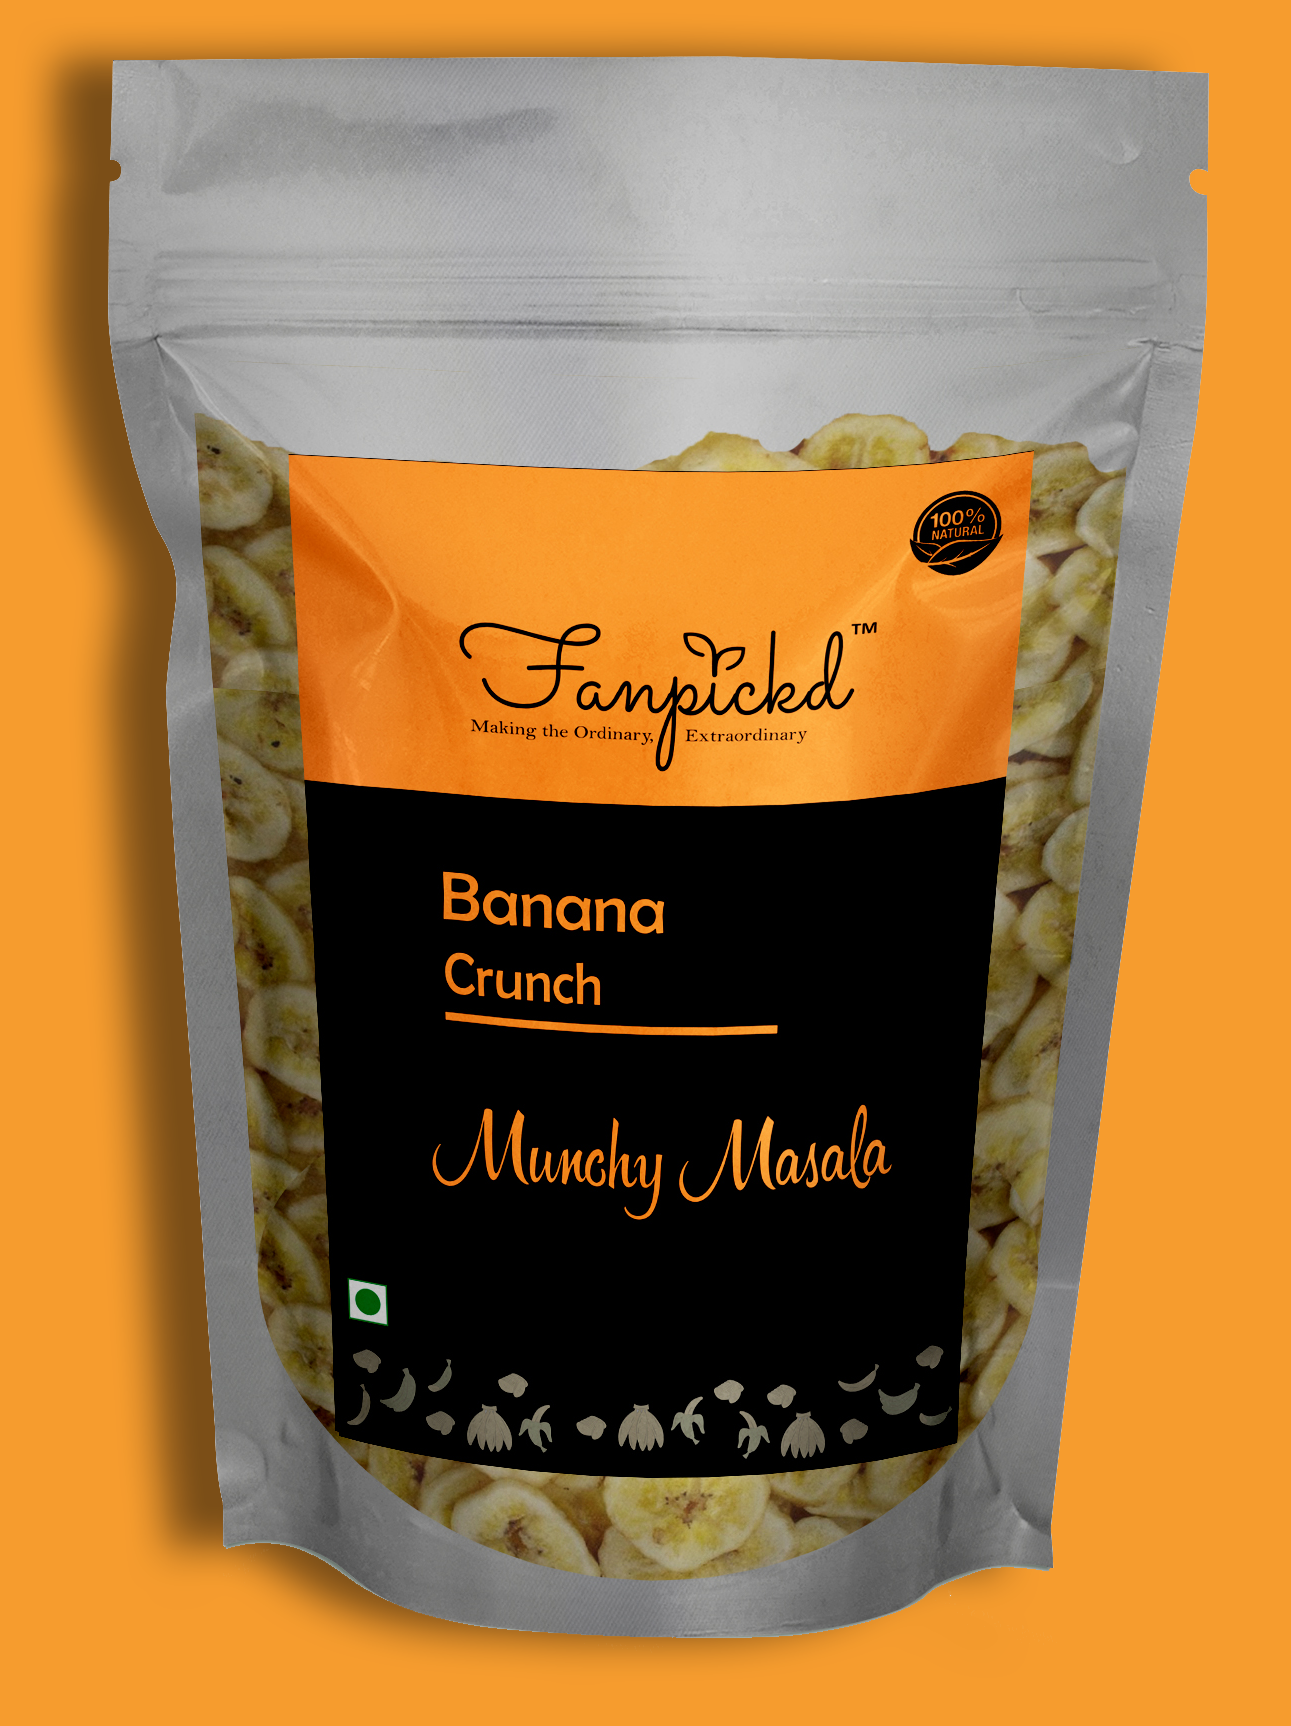 100%
NATURAL
Fanpickd™
Making the Ordinary, Extraordinary
Banana
Crunch
Munchy Masala